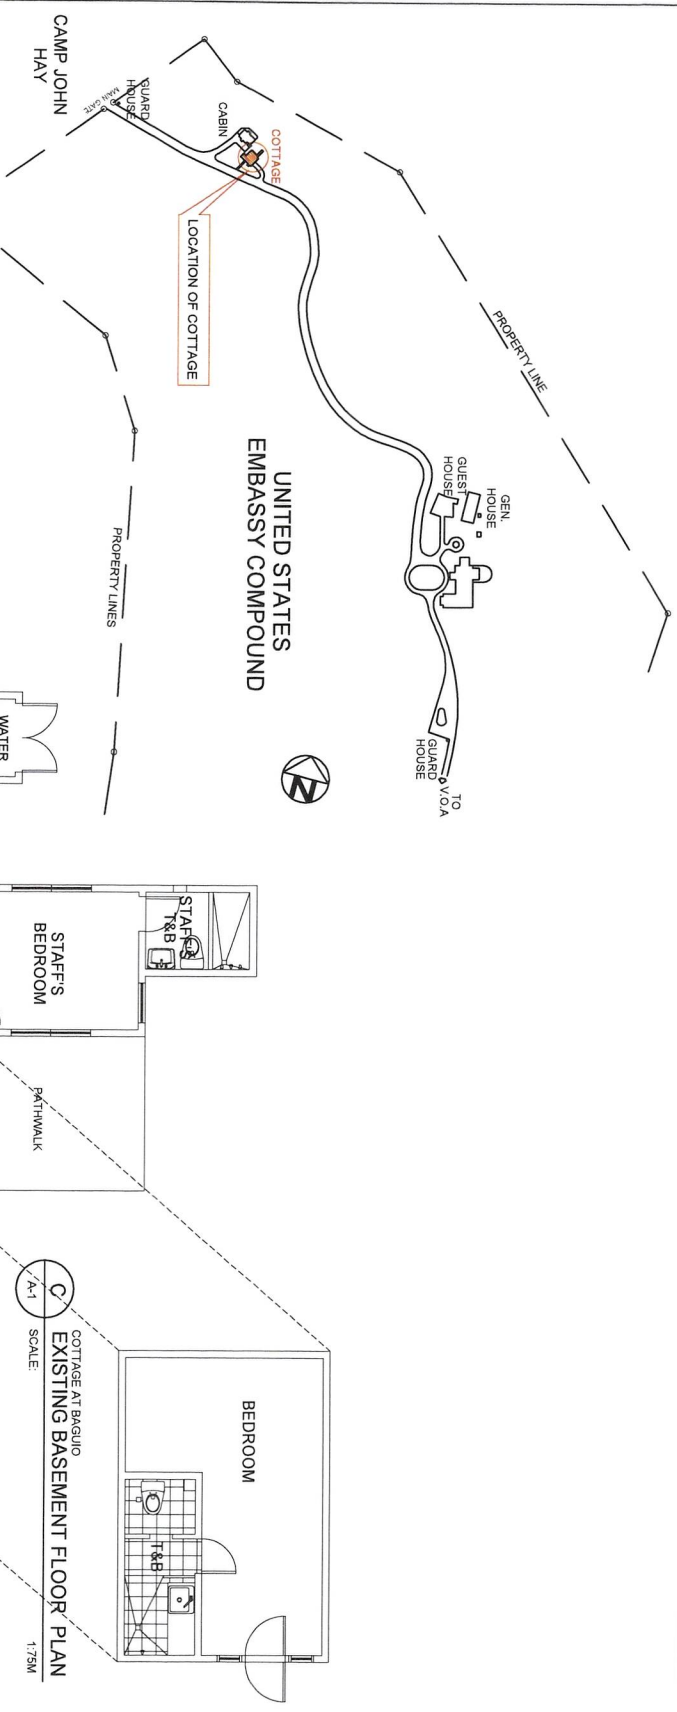 CAMP JOHN
HAY
MAIN GATE
GUARD
HOUSE
CABIN
COTTAGE
LOCATION OF COTTAGE
PROPERTY LINE
GUEST
HOUSE
GEN.
HOUSE
UNITED STATES
EMBASSY COMPOUND
PROPERTY LINES
GUARD
HOUSE
TO
V.O.A
N
WATER
STAFF'S
T&B
STAFF'S
BEDROOM
PATHWALK
BEDROOM
T&B
C
A-1
COTTAGE AT BAGUIO
EXISTING BASEMENT FLOOR PLAN
SCALE:
1:75M